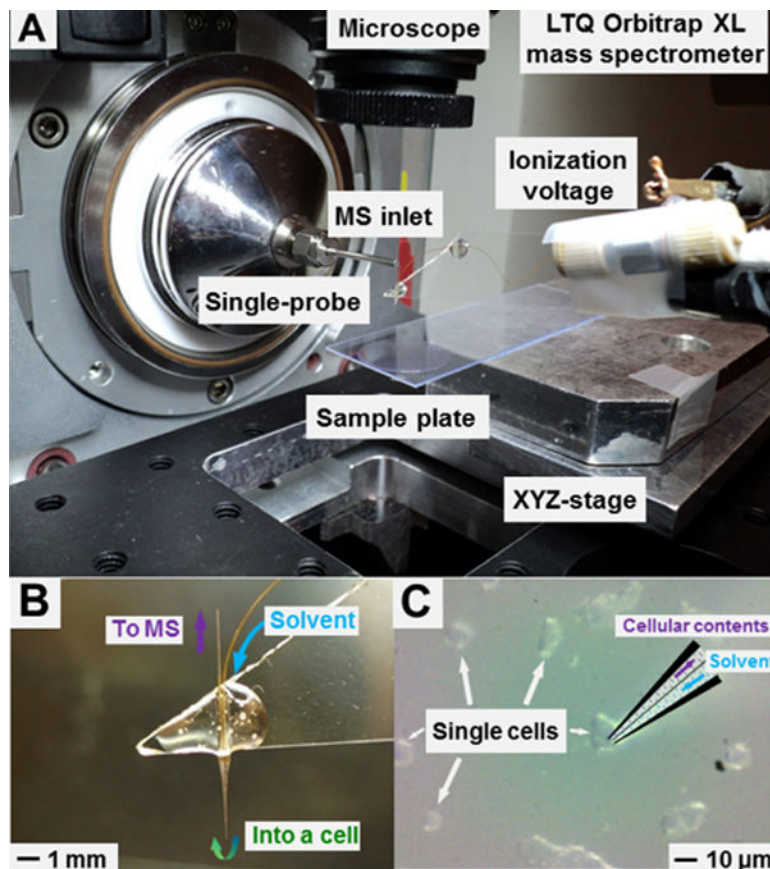 A
Microscope
LTQ Orbitrap XL
mass spectrometer
Ionization
voltage
MS inlet
Single-probe
Sample plate
XYZ-stage
B
To MS
Solvent
Into a cell
1 mm
C
Cellular contents
Solvent
Single cells
10 μm